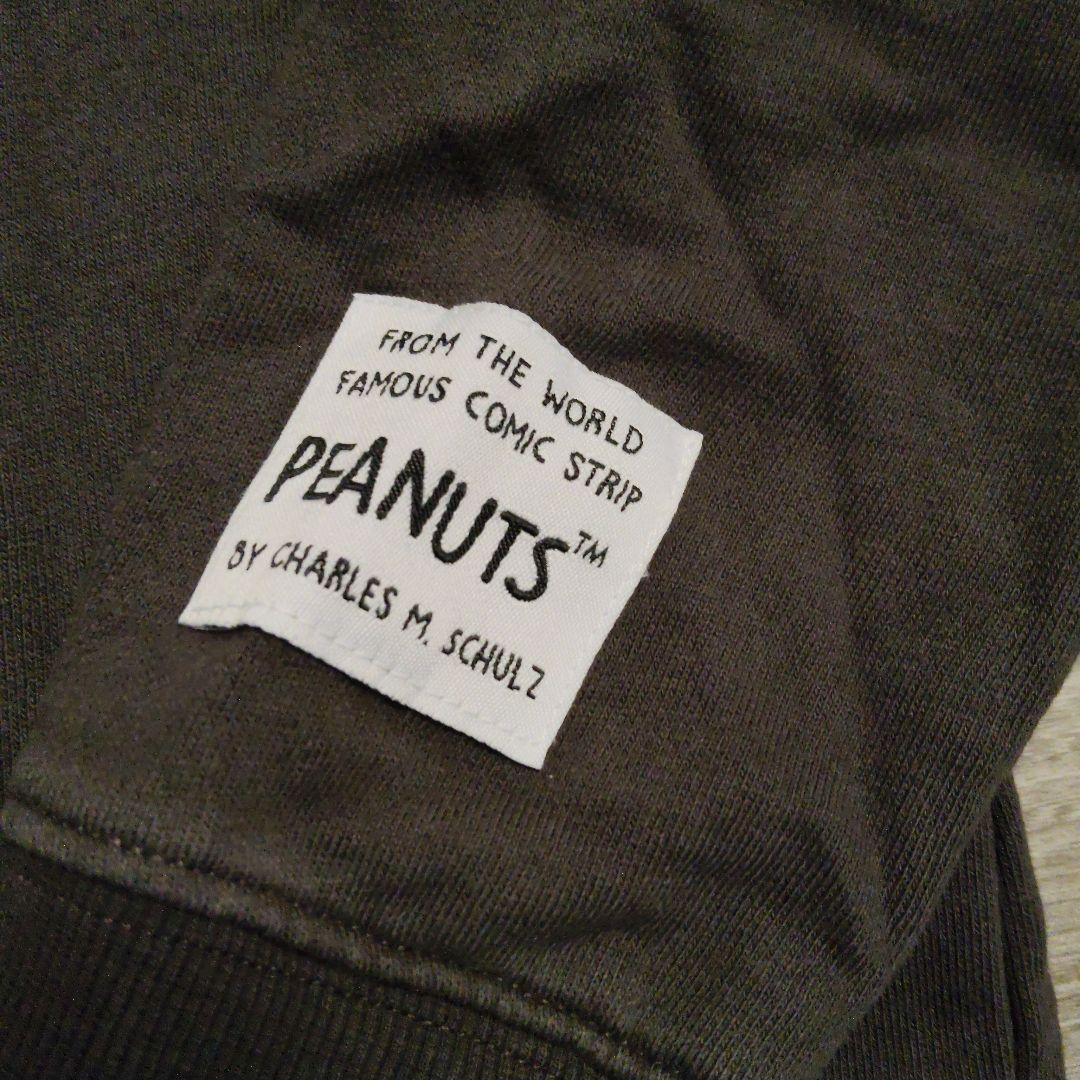 FROM THE WORLD
FAMOUS COMIC STRIP
PEANUTS™
BY CHARLES M. SCHULZ